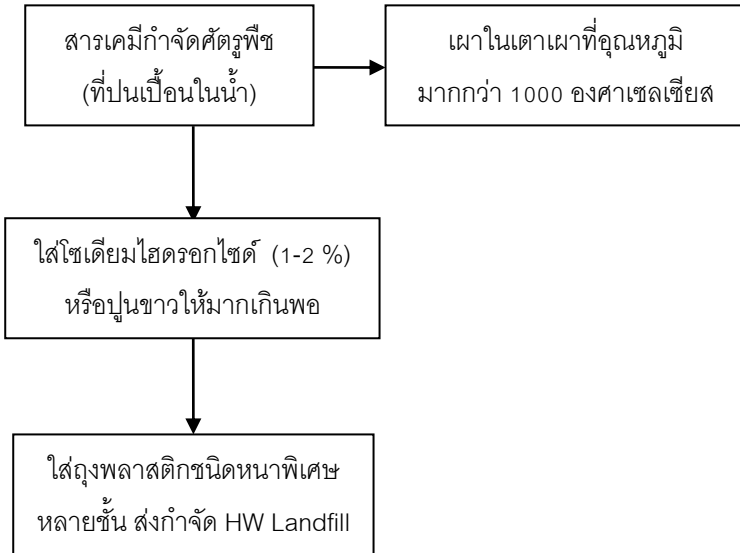 สารเคมีกำจัดศัตรูพืช
(ที่ปนเปื้อนในน้ำ)
เผาในเตาเผาที่อุณหภูมิ
มากกว่า 1000 องศาเซลเซียส
ใส่โซเดียมไฮดรอกไซด์ (1-2 %)
หรือปูนขาวให้มากเกินพอ
ใส่ถุงพลาสติกชนิดหนาพิเศษ
หลายชั้น ส่งกำจัด HW Landfill